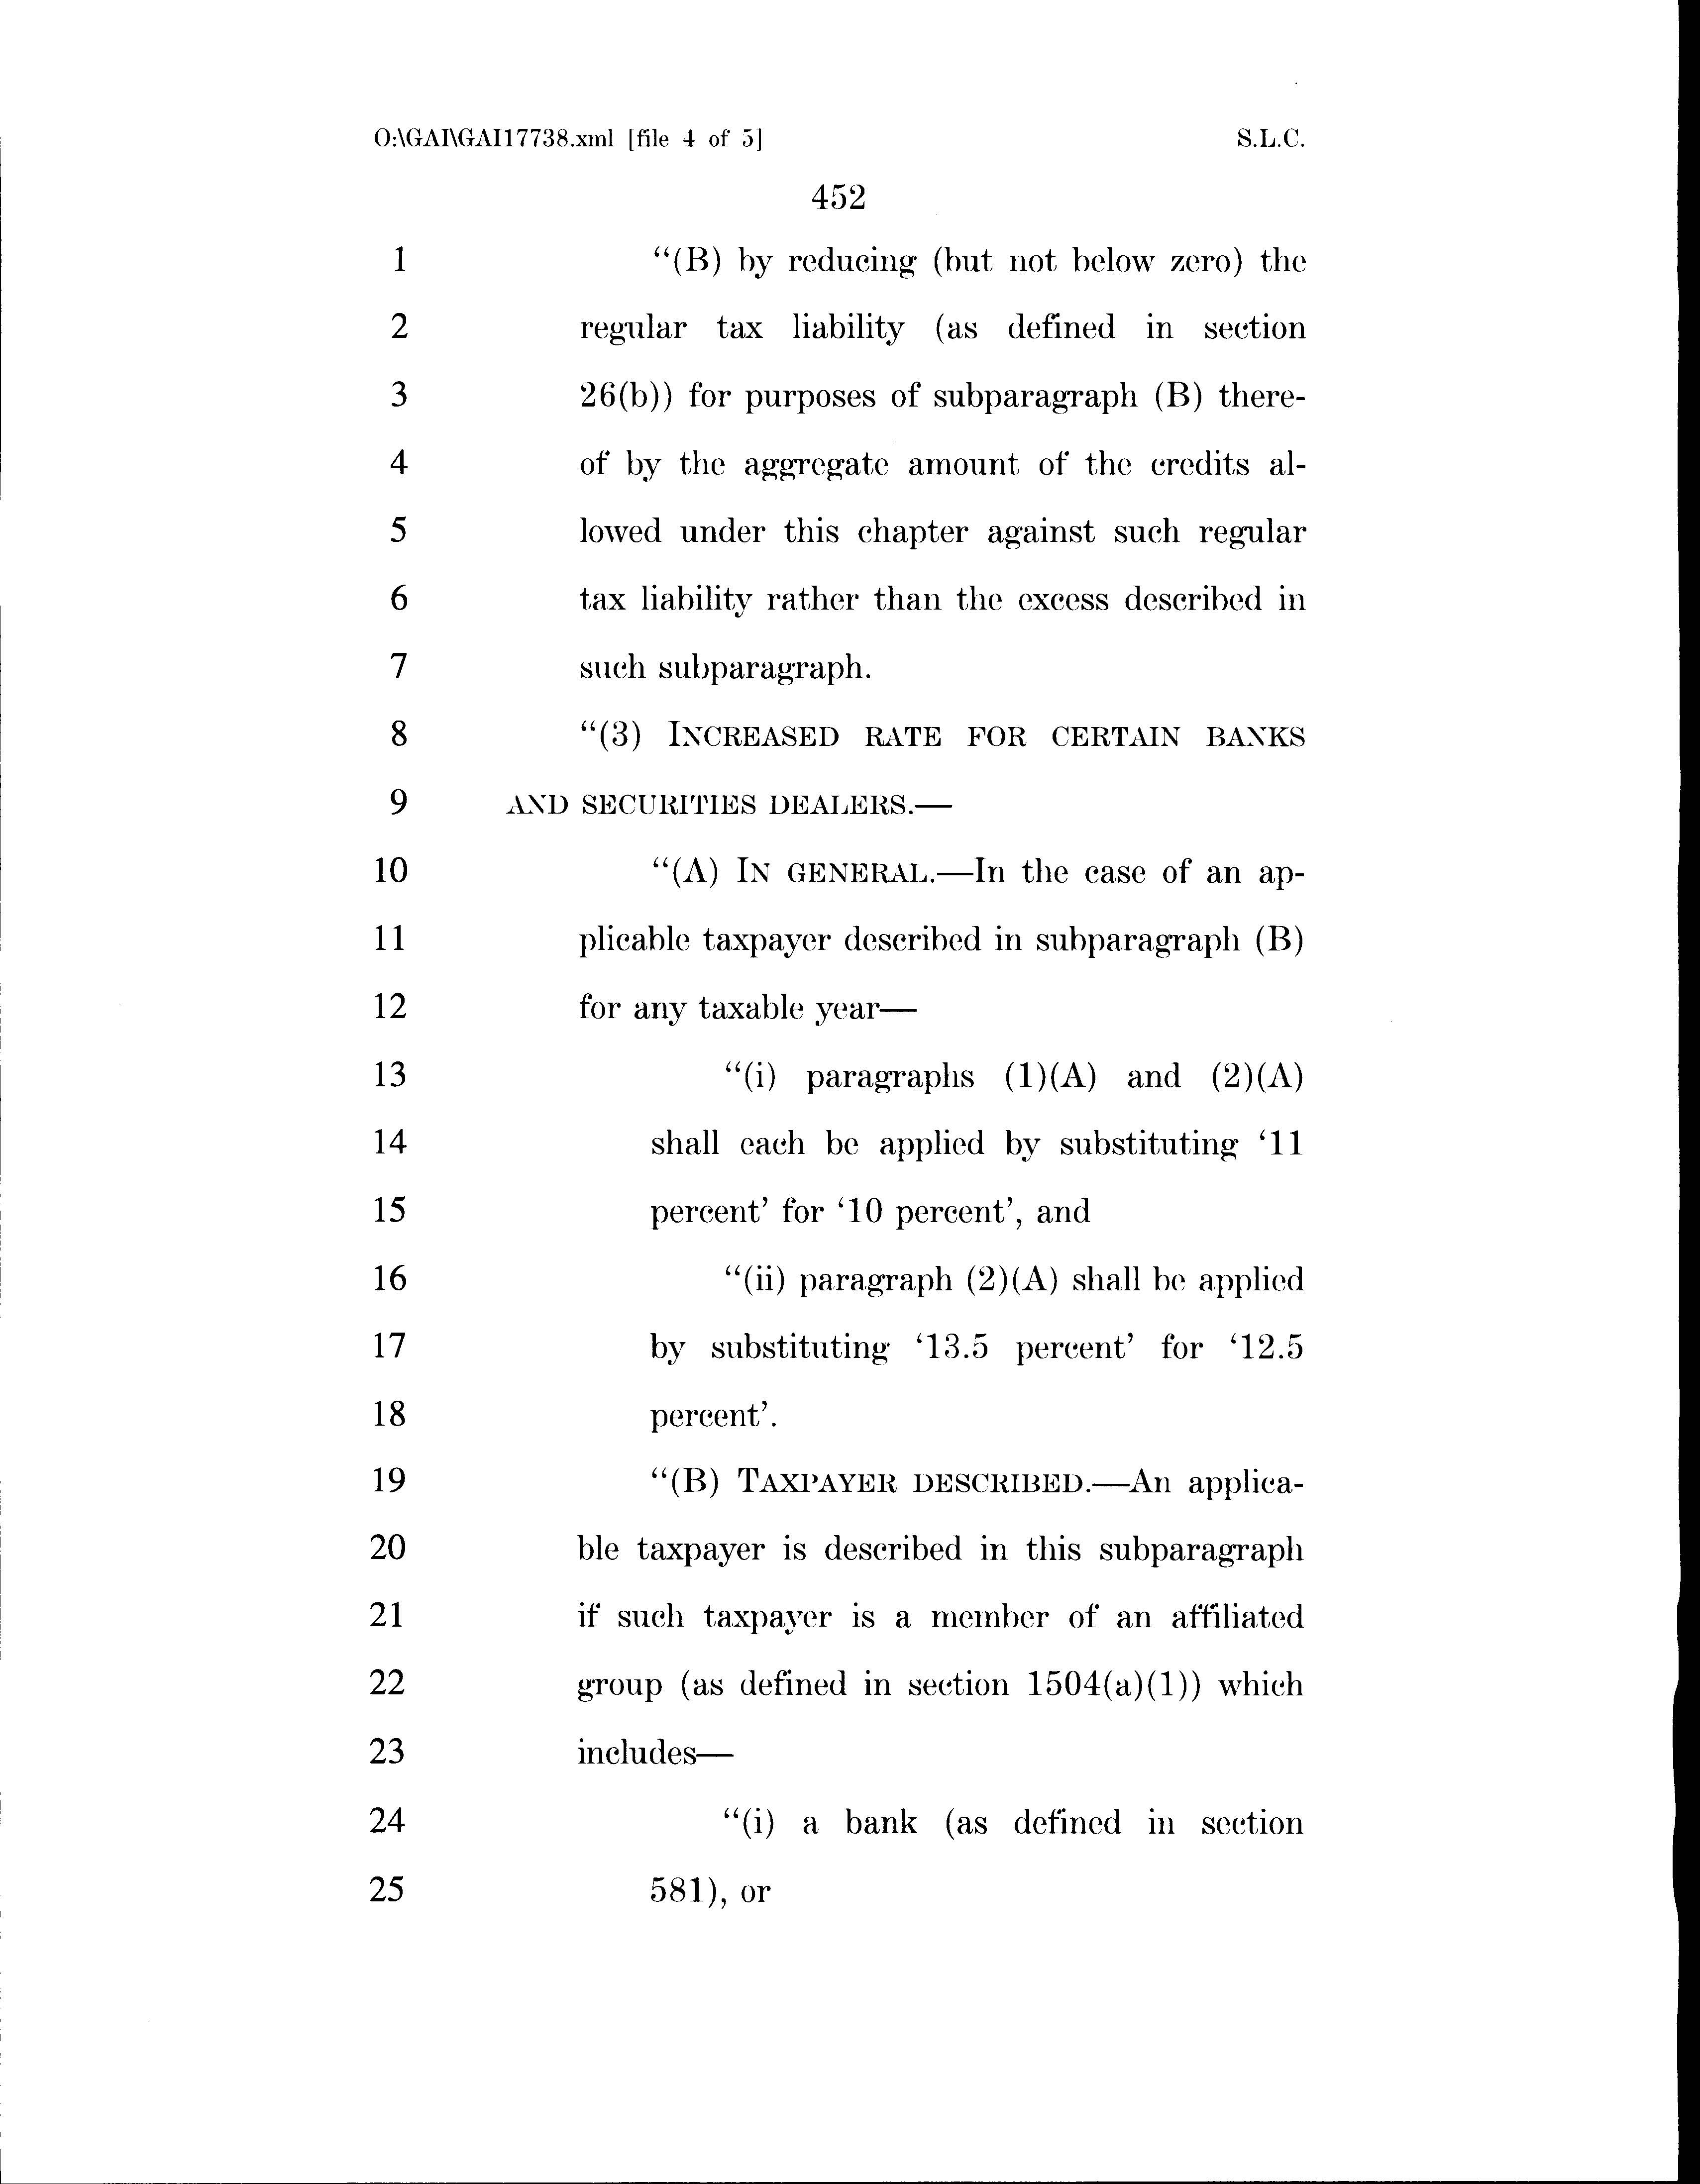 O:\GAI\GAI17738.xml [file 4 of 5] S.L.C.
452
1 “(B) by reducing (but not below zero) the
2 regular tax liability (as defined in section
3 26(b)) for purposes of subparagraph (B) there-
4 of by the aggregate amount of the credits al-
5 lowed under this chapter against such regular
6 tax liability rather than the excess described in
7 such subparagraph.
8 “(3) INCREASED RATE FOR CERTAIN BANKS
9 AND SECURITIES DEALERS.—
10 “(A) IN GENERAL.—In the case of an ap-
11 plicable taxpayer described in subparagraph (B)
12 for any taxable year—
13 “(i) paragraphs (1)(A) and (2)(A)
14 shall each be applied by substituting ‘11
15 percent’ for ‘10 percent’, and
16 “(ii) paragraph (2)(A) shall be applied
17 by substituting ‘13.5 percent’ for ‘12.5
18 percent’.
19 “(B) TAXPAYER DESCRIBED.—An applica-
20 ble taxpayer is described in this subparagraph
21 if such taxpayer is a member of an affiliated
22 group (as defined in section 1504(a)(1)) which
23 includes—
24 “(i) a bank (as defined in section
25 581), or